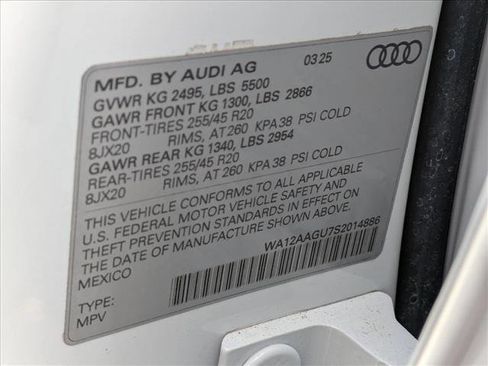 MFD. BY AUDI AG 03 25
GVWR KG 2495, LBS 5500
GAWR FRONT KG 1300, LBS 2866
FRONT-TIRES 255/45 R20
8JX20 RIMS, AT 260 KPA 38 PSI COLD
GAWR REAR KG 1340, LBS 2954
REAR-TIRES 255/45 R20
8JX20 RIMS, AT 260 KPA 38 PSI COLD
THIS VEHICLE CONFORMS TO ALL APPLICABLE
U.S. FEDERAL MOTOR VEHICLE SAFETY AND
THEFT PREVENTION STANDARDS IN EFFECT ON
THE DATE OF MANUFACTURE SHOWN ABOVE.
MEXICO
WA12AAGU7S2014886
TYPE:
MPV